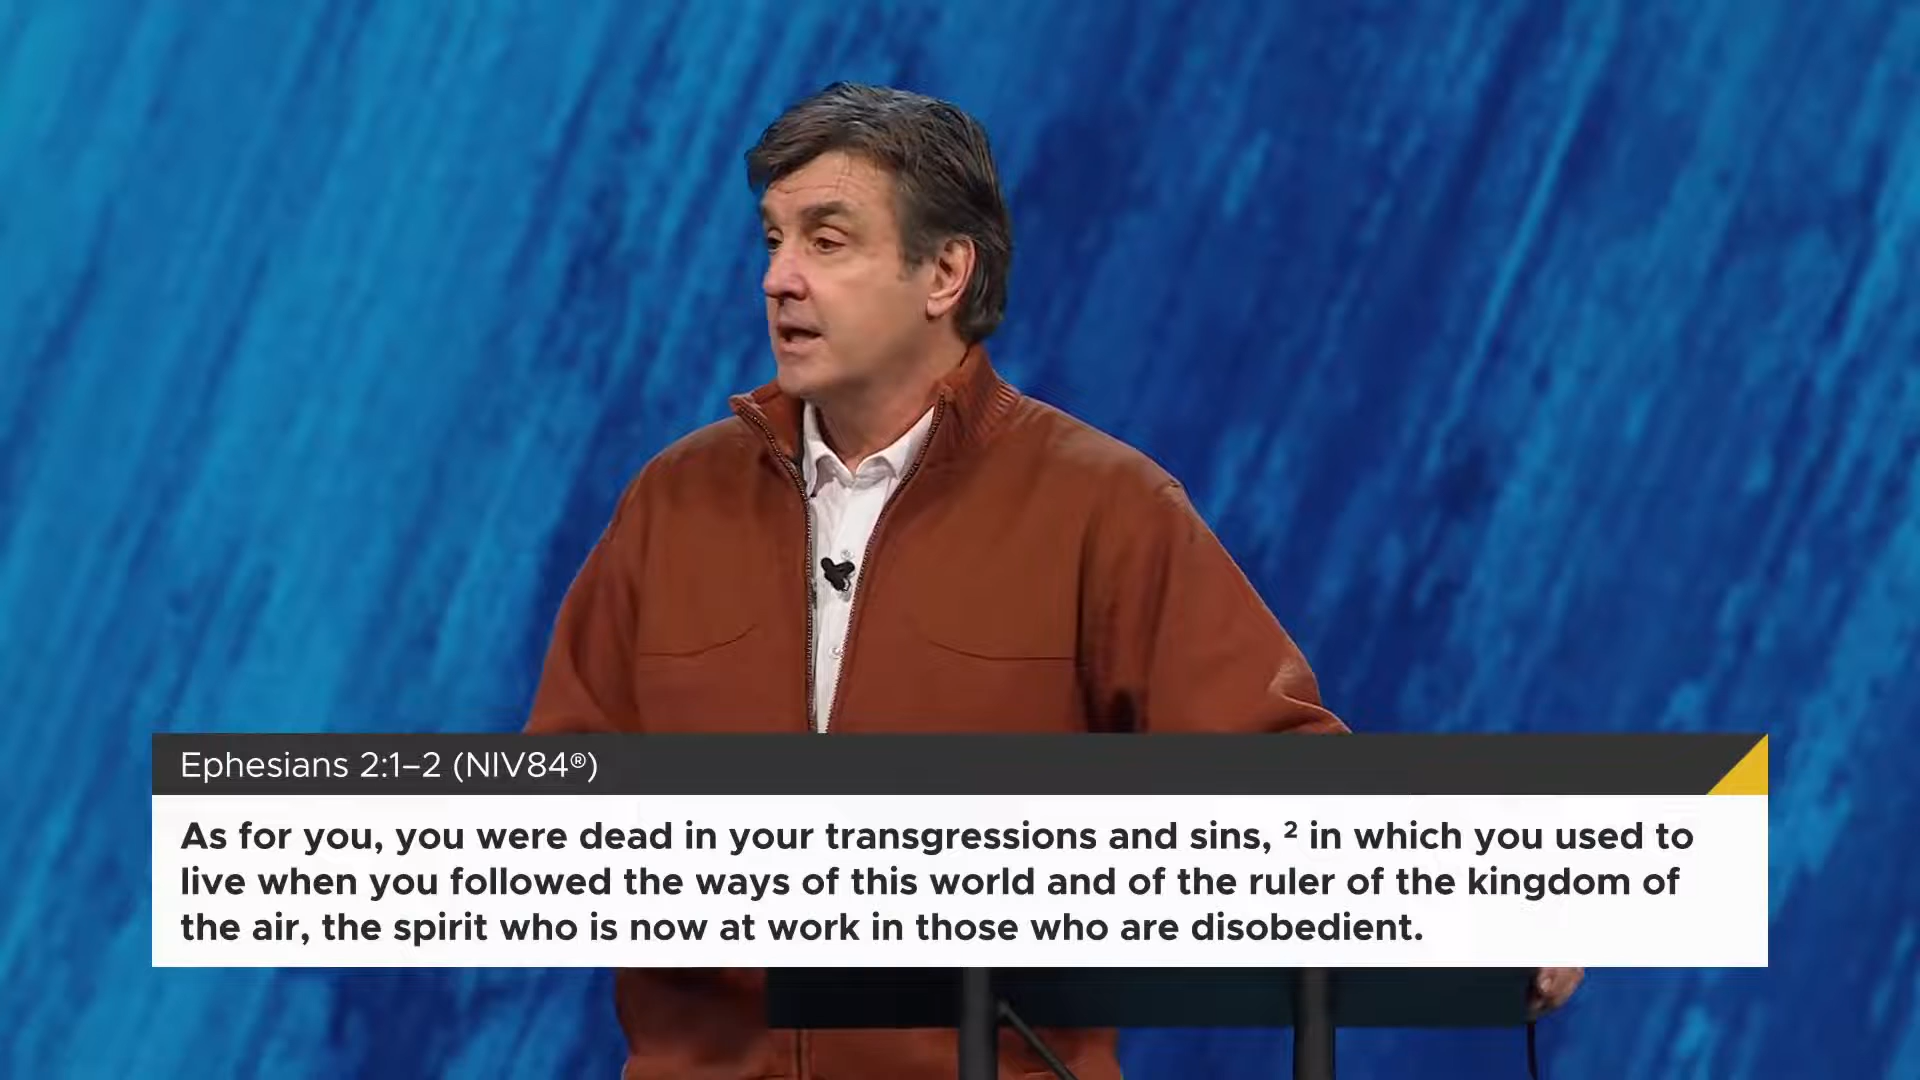 Ephesians 2:1–2 (NIV84®)
As for you, you were dead in your transgressions and sins, ² in which you used to
live when you followed the ways of this world and of the ruler of the kingdom of
the air, the spirit who is now at work in those who are disobedient.